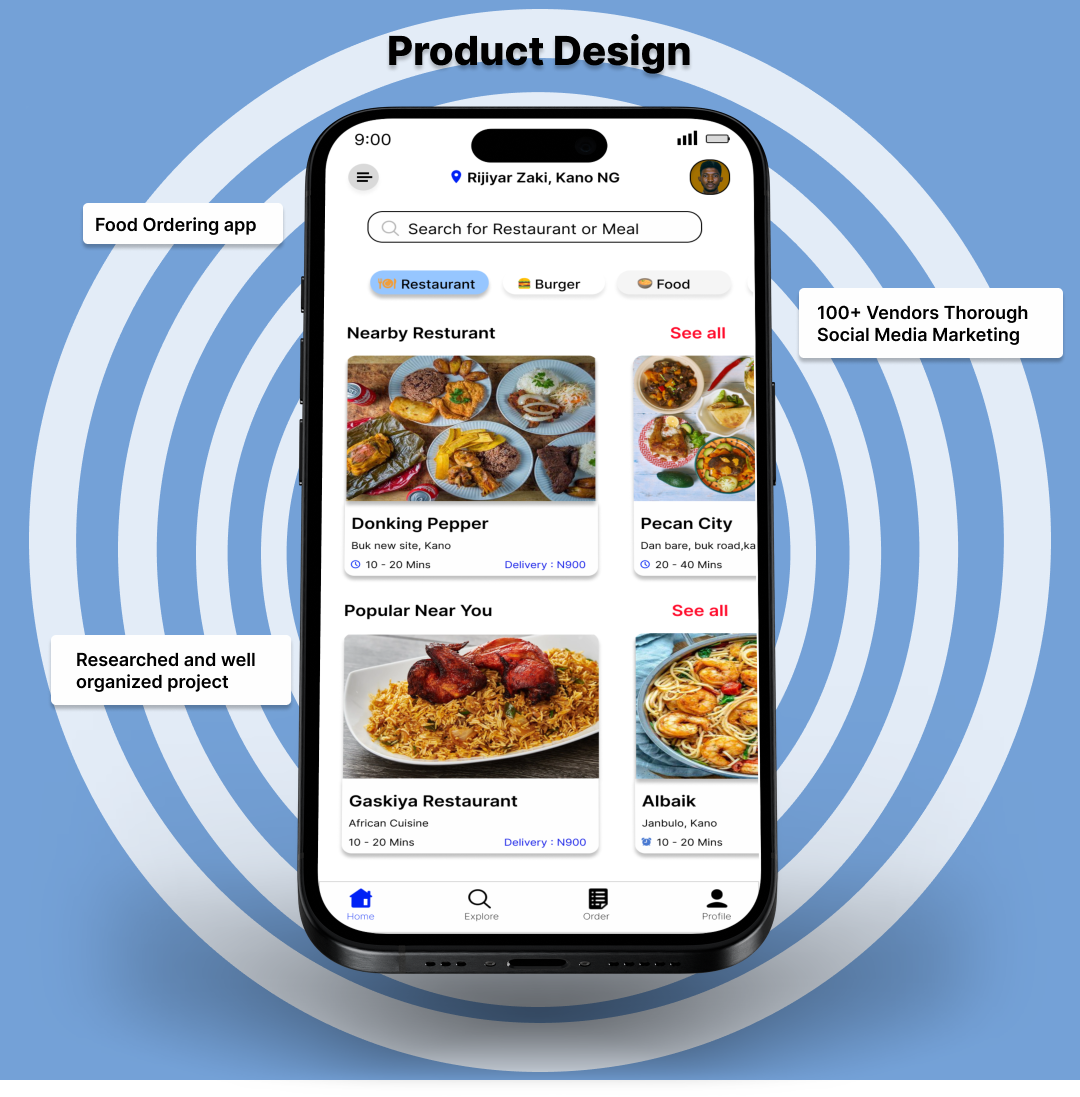 Product Design
9:00
Rijiyar Zaki, Kano NG
Food Ordering app
Search for Restaurant or Meal
Restaurant
Burger
Food
100+ Vendors Thorough
Social Media Marketing
Nearby Resturant
See all
Donking Pepper
Buk new site, Kano
10 - 20 Mins
Delivery : N900
Pecan City
Dan bare, buk road,ka
20 - 40 Mins
Popular Near You
See all
Researched and well
organized project
Gaskiya Restaurant
African Cuisine
10 - 20 Mins
Delivery : N900
Albaik
Janbulo, Kano
10 - 20 Mins
Home
Explore
Order
Profile